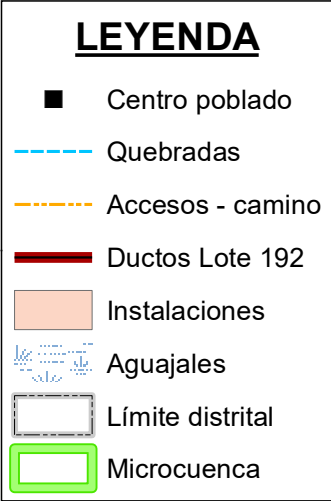 LEYENDA
Centro poblado
Quebradas
Accesos - camino
Ductos Lote 192
Instalaciones
Aguajales
Límite distrital
Microcuenca